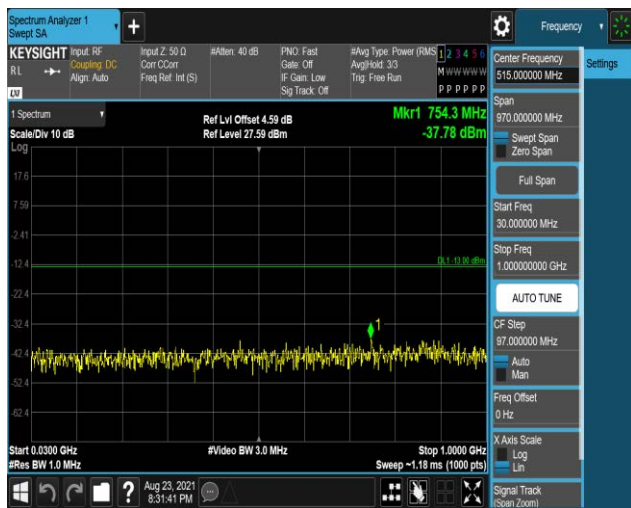 Spectrum Analyzer 1
Swept SA
Frequency
KEYSIGHT
RL
LXI
Input: RF
Coupling: DC
Align: Auto
Input Z: 50 Ω
Corr CCorr
Freq Ref: Int (S)
#Atten: 40 dB
PNO: Fast
Gate: Off
IF Gain: Low
Sig Track: Off
#Avg Type: Power (RMS
Avg|Hold: 3/3
Trig: Free Run
1 2 3 4 5 6
M W W W W W
P P P P P P
1 Spectrum
Scale/Div 10 dB
Log
Ref Lvl Offset 4.59 dB
Ref Level 27.59 dBm
Mkr1 754.3 MHz
-37.78 dBm
17.6
7.59
-2.41
-12.4
-22.4
-32.4
-42.4
-52.4
-62.4
DL1 -13.00 dBm
1
Start 0.0300 GHz
#Res BW 1.0 MHz
#Video BW 3.0 MHz
Stop 1.0000 GHz
Sweep ~1.18 ms (1000 pts)
?
Aug 23, 2021
8:31:41 PM
Center Frequency
515.000000 MHz
Span
970.000000 MHz
Swept Span
Zero Span
Full Span
Start Freq
30.000000 MHz
Stop Freq
1.000000000 GHz
AUTO TUNE
CF Step
97.000000 MHz
Auto
Man
Freq Offset
0 Hz
X Axis Scale
Log
Lin
Signal Track
(Span Zoom)
Settings